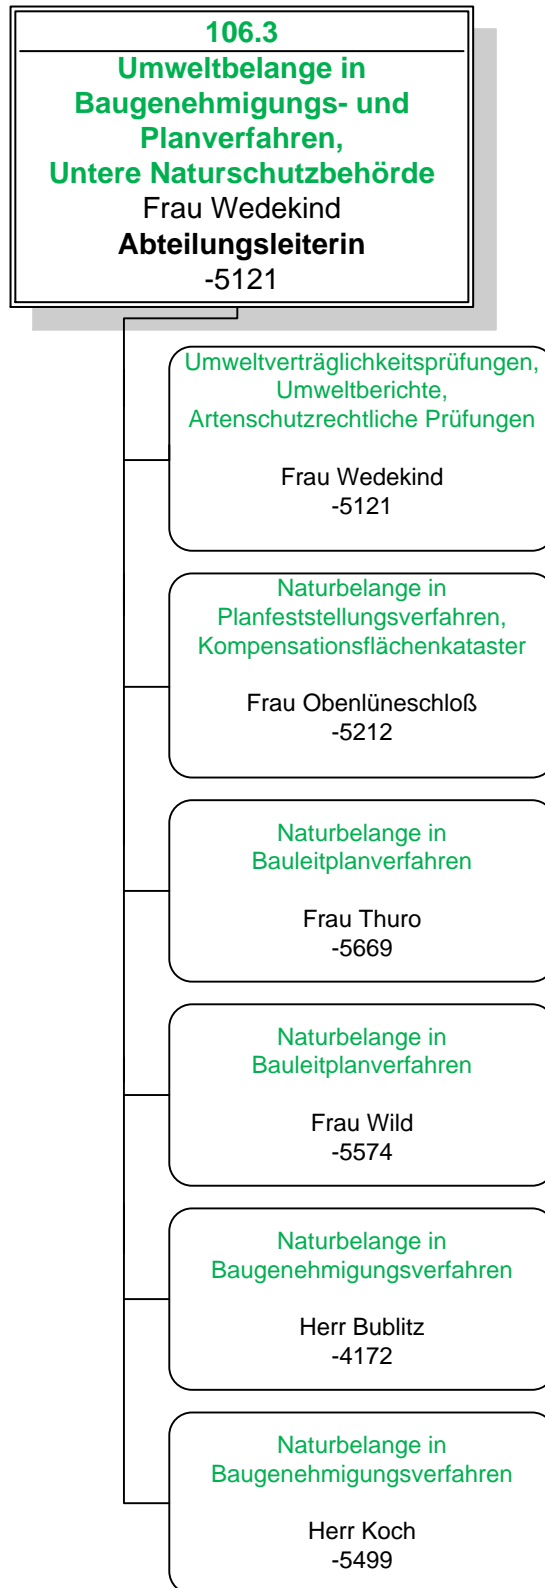 106.3
Umweltbelange in
Baugenehmigungs- und
Planverfahren,
Untere Naturschutzbehörde
Frau Wedekind
Abteilungsleiterin
-5121
Umweltverträglichkeitsprüfungen,
Umweltberichte,
Artenschutzrechtliche Prüfungen
Frau Wedekind
-5121
Naturbelange in
Planfeststellungsverfahren,
Kompensationsflächenkataster
Frau Obenlüneschloß
-5212
Naturbelange in
Bauleitplanverfahren
Frau Thuro
-5669
Naturbelange in
Bauleitplanverfahren
Frau Wild
-5574
Naturbelange in
Baugenehmigungsverfahren
Herr Bublitz
-4172
Naturbelange in
Baugenehmigungsverfahren
Herr Koch
-5499